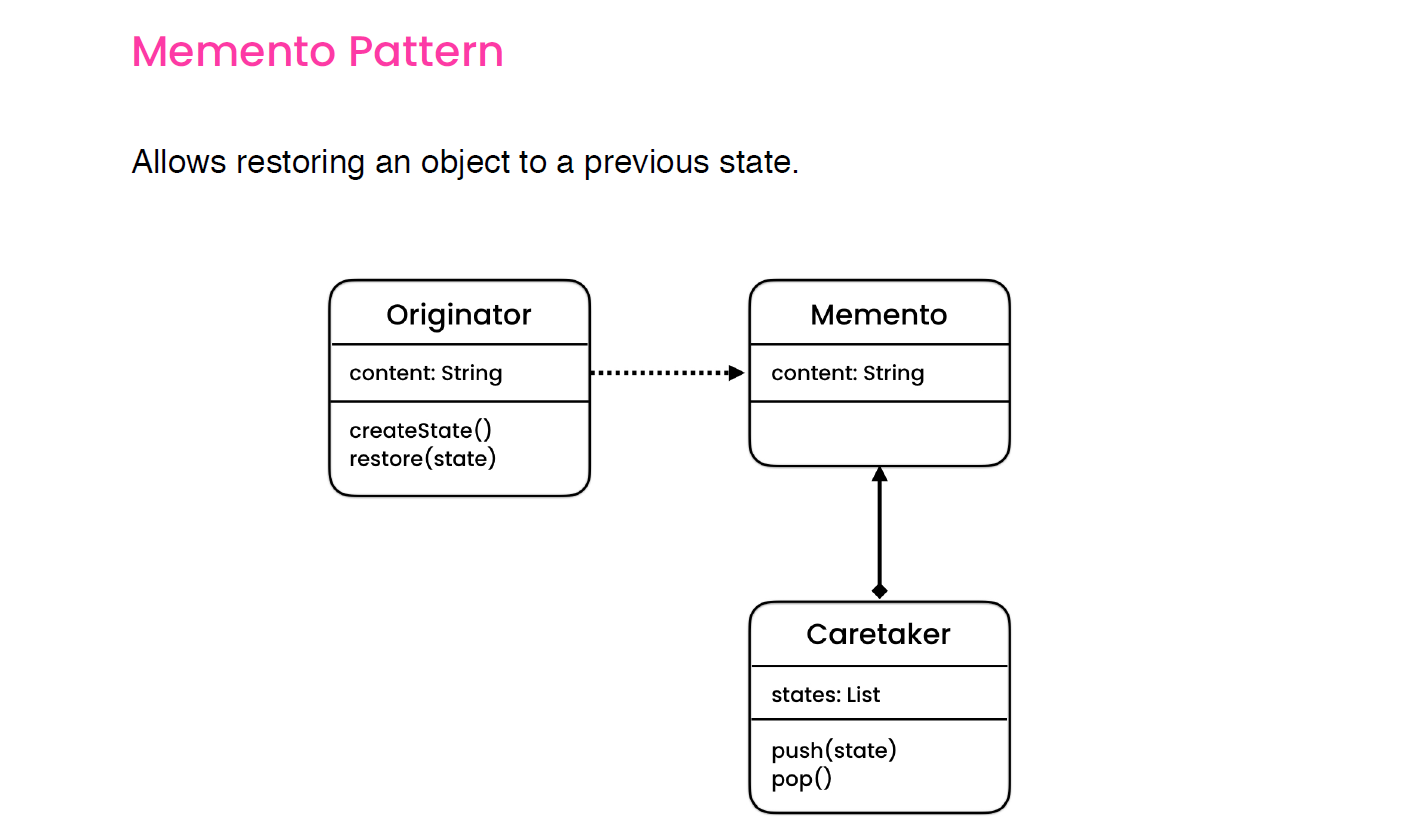 Memento Pattern
Allows restoring an object to a previous state.
Originator
content: String
createState()
restore(state)
Memento
content: String
Caretaker
states: List
push(state)
pop()